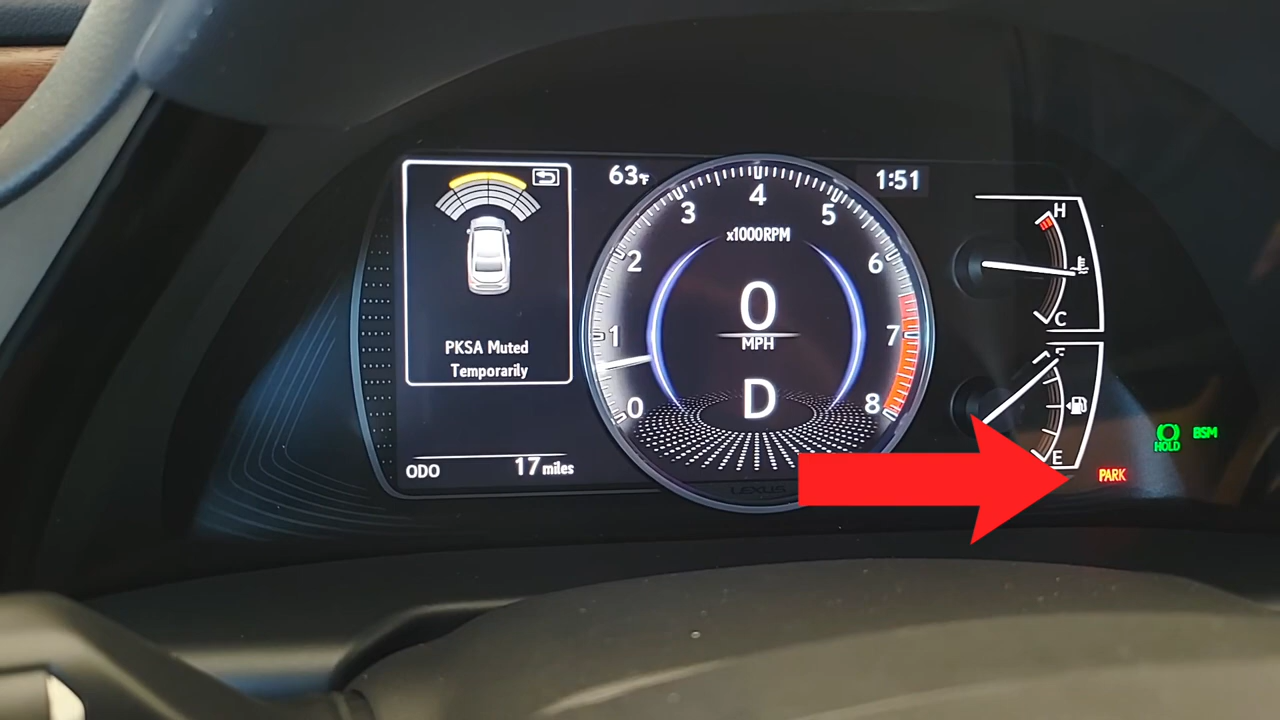 63°F
1:51
PKSA Muted
Temporarily
ODO 17 miles
0
1
2
3
4
5
6
7
8
x1000RPM
0
MPH
D
LEXUS
H
C
F
E
HOLD
BSM
PARK